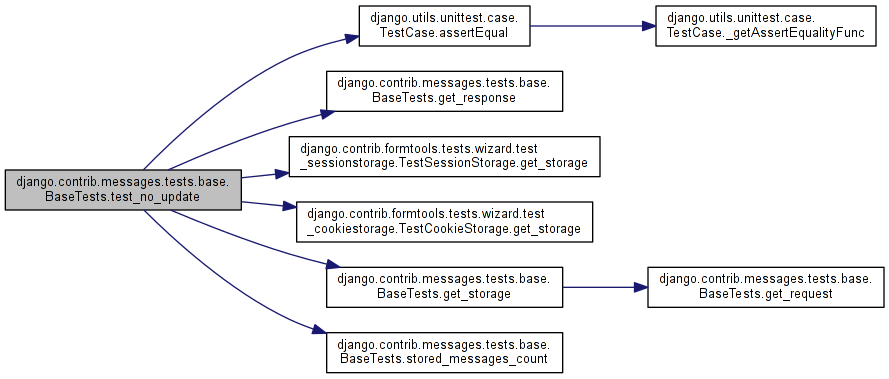 django.utils.unittest.case.
TestCase.assertEqual
django.utils.unittest.case.
TestCase._getAssertEqualityFunc
django.contrib.messages.tests.base.
BaseTests.get_response
django.contrib.formtools.tests.wizard.test
_sessionstorage.TestSessionStorage.get_storage
django.contrib.messages.tests.base.
BaseTests.test_no_update
django.contrib.formtools.tests.wizard.test
_cookiestorage.TestCookieStorage.get_storage
django.contrib.messages.tests.base.
BaseTests.get_storage
django.contrib.messages.tests.base.
BaseTests.get_request
django.contrib.messages.tests.base.
BaseTests.stored_messages_count